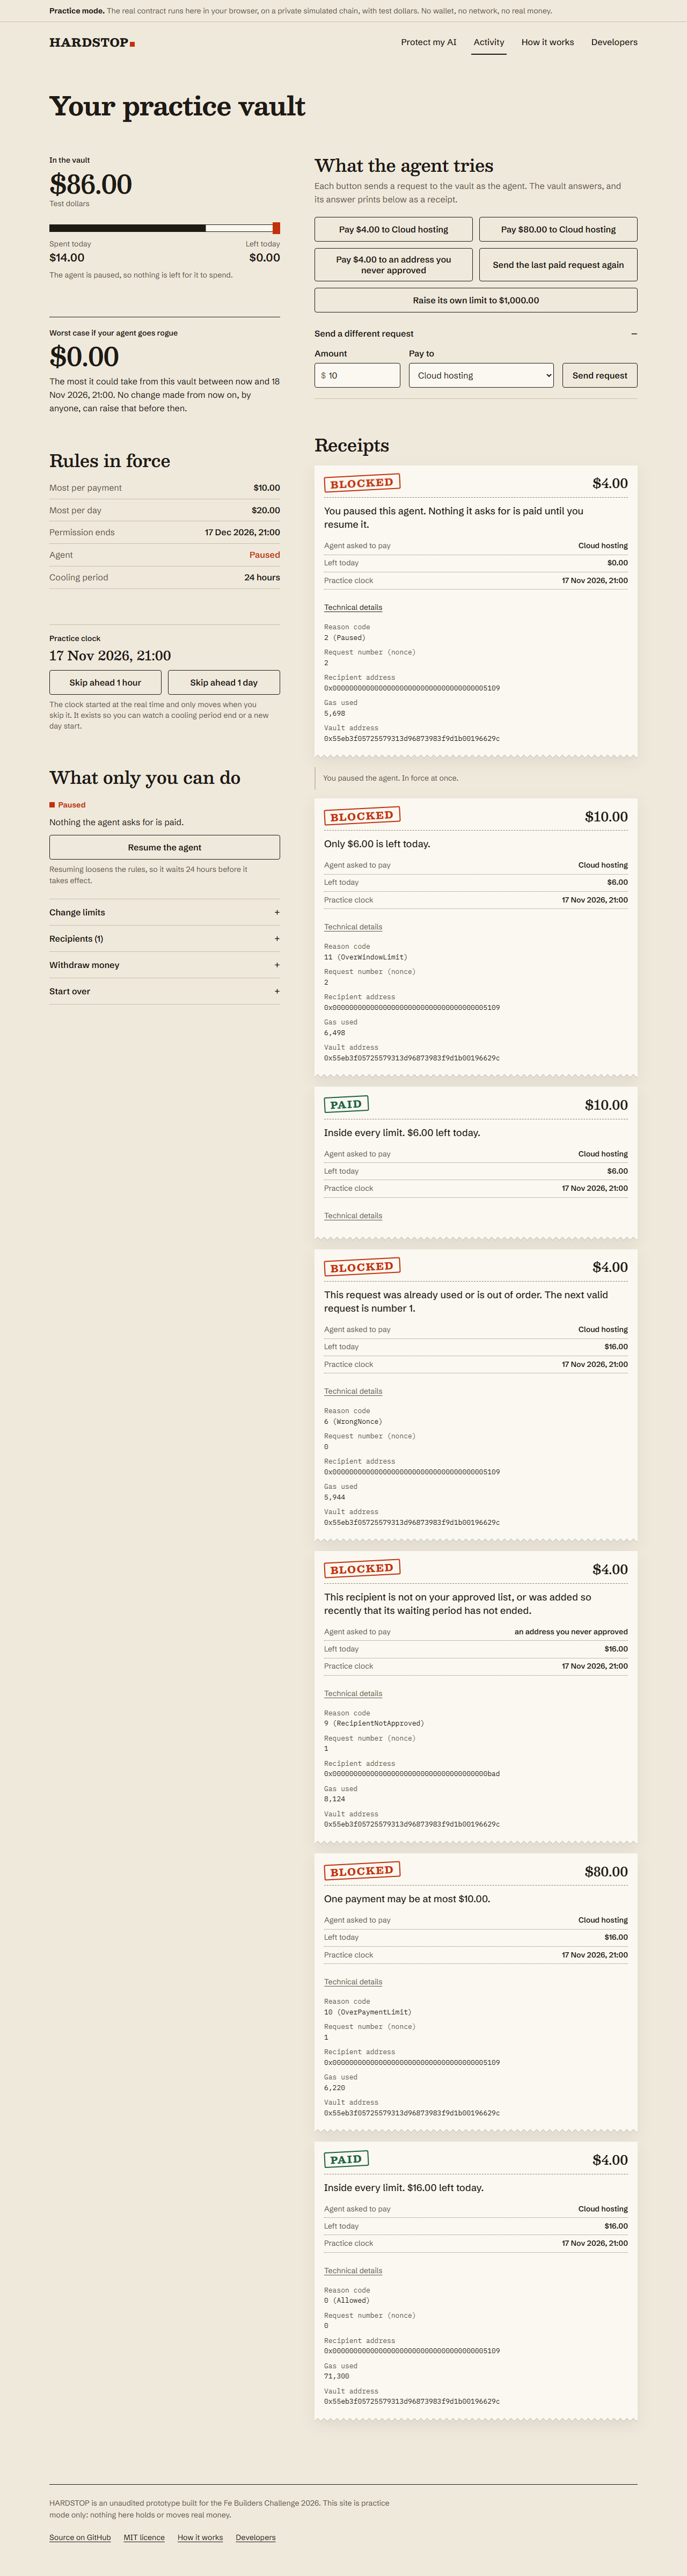 Practice mode. The real contract runs here in your browser, on a private simulated chain, with test dollars. No wallet, no network, no real money.
HARDSTOP
Protect my AI
Activity
How it works
Developers
Your practice vault
In the vault
$86.00
Test dollars
Spent today
Left today
$14.00
$0.00
The agent is paused, so nothing is left for it to spend.
Worst case if your agent goes rogue
$0.00
The most it could take from this vault between now and 18
Nov 2026, 21:00. No change made from now on, by
anyone, can raise that before then.
Rules in force
Most per payment $10.00
Most per day $20.00
Permission ends 17 Dec 2026, 21:00
Agent Paused
Cooling period 24 hours
Practice clock
17 Nov 2026, 21:00
Skip ahead 1 hour
Skip ahead 1 day
The clock started at the real time and only moves when you
skip it. It exists so you can watch a cooling period end or a new
day start.
What only you can do
Paused
Nothing the agent asks for is paid.
Resume the agent
Resuming loosens the rules, so it waits 24 hours before it
takes effect.
Change limits +
Recipients (1) +
Withdraw money +
Start over +
What the agent tries
Each button sends a request to the vault as the agent. The vault answers, and
its answer prints below as a receipt.
Pay $4.00 to Cloud hosting
Pay $80.00 to Cloud hosting
Pay $4.00 to an address you
never approved
Send the last paid request again
Raise its own limit to $1,000.00
Send a different request –
Amount
Pay to
$ 10
Cloud hosting
Send request
Receipts
BLOCKED $4.00
You paused this agent. Nothing it asks for is paid until you
resume it.
Agent asked to pay Cloud hosting
Left today $0.00
Practice clock 17 Nov 2026, 21:00
Technical details
Reason code
2 (Paused)
Request number (nonce)
2
Recipient address
0x0000000000000000000000000000000000005109
Gas used
5,698
Vault address
0x55eb3f05725579313d96873983f9d1b00196629c
You paused the agent. In force at once.
BLOCKED $10.00
Only $6.00 is left today.
Agent asked to pay Cloud hosting
Left today $6.00
Practice clock 17 Nov 2026, 21:00
Technical details
Reason code
11 (OverWindowLimit)
Request number (nonce)
2
Recipient address
0x0000000000000000000000000000000000005109
Gas used
6,498
Vault address
0x55eb3f05725579313d96873983f9d1b00196629c
PAID $10.00
Inside every limit. $6.00 left today.
Agent asked to pay Cloud hosting
Left today $6.00
Practice clock 17 Nov 2026, 21:00
Technical details
BLOCKED $4.00
This request was already used or is out of order. The next valid
request is number 1.
Agent asked to pay Cloud hosting
Left today $16.00
Practice clock 17 Nov 2026, 21:00
Technical details
Reason code
6 (WrongNonce)
Request number (nonce)
0
Recipient address
0x0000000000000000000000000000000000005109
Gas used
5,944
Vault address
0x55eb3f05725579313d96873983f9d1b00196629c
BLOCKED $4.00
This recipient is not on your approved list, or was added so
recently that its waiting period has not ended.
Agent asked to pay an address you never approved
Left today $16.00
Practice clock 17 Nov 2026, 21:00
Technical details
Reason code
9 (RecipientNotApproved)
Request number (nonce)
1
Recipient address
0x0000000000000000000000000000000000000bad
Gas used
8,124
Vault address
0x55eb3f05725579313d96873983f9d1b00196629c
BLOCKED $80.00
One payment may be at most $10.00.
Agent asked to pay Cloud hosting
Left today $16.00
Practice clock 17 Nov 2026, 21:00
Technical details
Reason code
10 (OverPaymentLimit)
Request number (nonce)
1
Recipient address
0x0000000000000000000000000000000000005109
Gas used
6,220
Vault address
0x55eb3f05725579313d96873983f9d1b00196629c
PAID $4.00
Inside every limit. $16.00 left today.
Agent asked to pay Cloud hosting
Left today $16.00
Practice clock 17 Nov 2026, 21:00
Technical details
Reason code
0 (Allowed)
Request number (nonce)
0
Recipient address
0x0000000000000000000000000000000000005109
Gas used
71,300
Vault address
0x55eb3f05725579313d96873983f9d1b00196629c
HARDSTOP is an unaudited prototype built for the Fe Builders Challenge 2026. This site is practice
mode only: nothing here holds or moves real money.
Source on GitHub
MIT licence
How it works
Developers